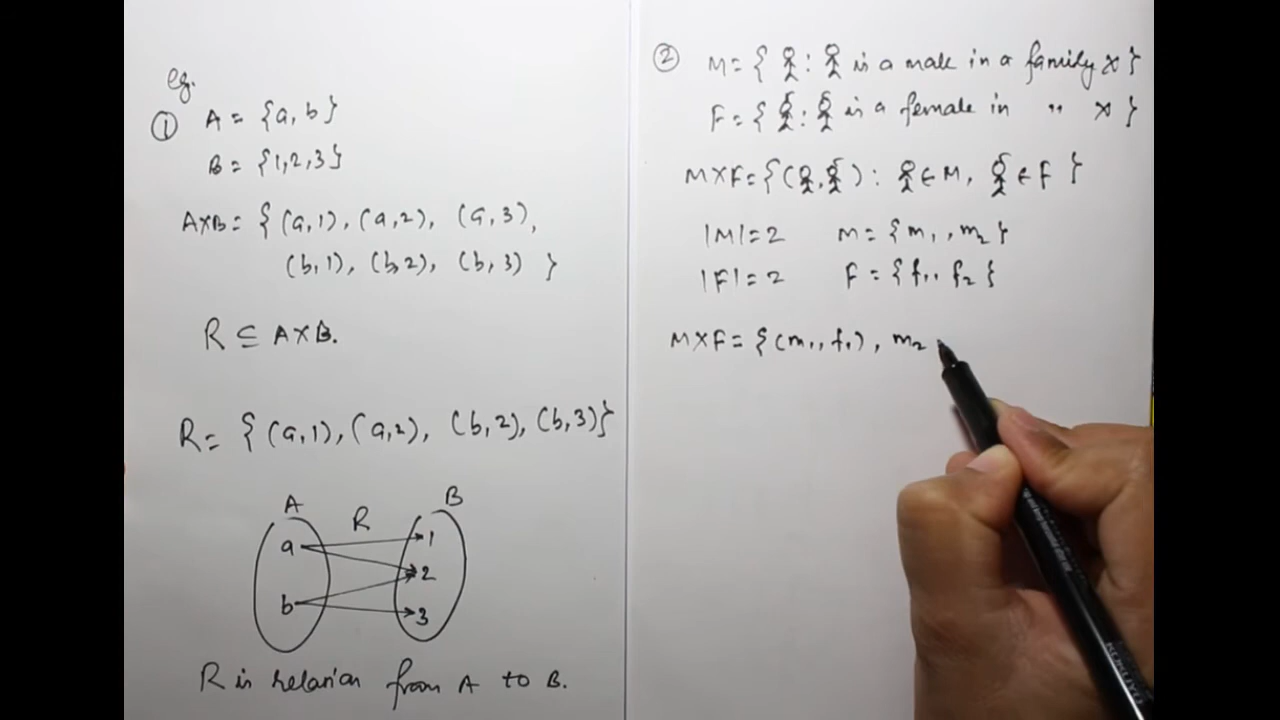 eg.
① A = {a, b}
B = {1,2,3}
A×B = { (a,1), (a,2), (a,3),
(b,1), (b,2), (b,3) }
R ⊆ A×B.
R = { (a,1), (a,2), (b,2), (b,3)}
A R B
a 1
2
b 3
R is relation from A to B.
② M = { : is a male in a family X }
F = { : is a female in " X }
M×F = {( , ) : ∈ M, ∈ F }
|M| = 2 M = {m1, m2}
|F| = 2 F = {f1, f2}
M×F = {(m1, f1), m2
KOKUYO